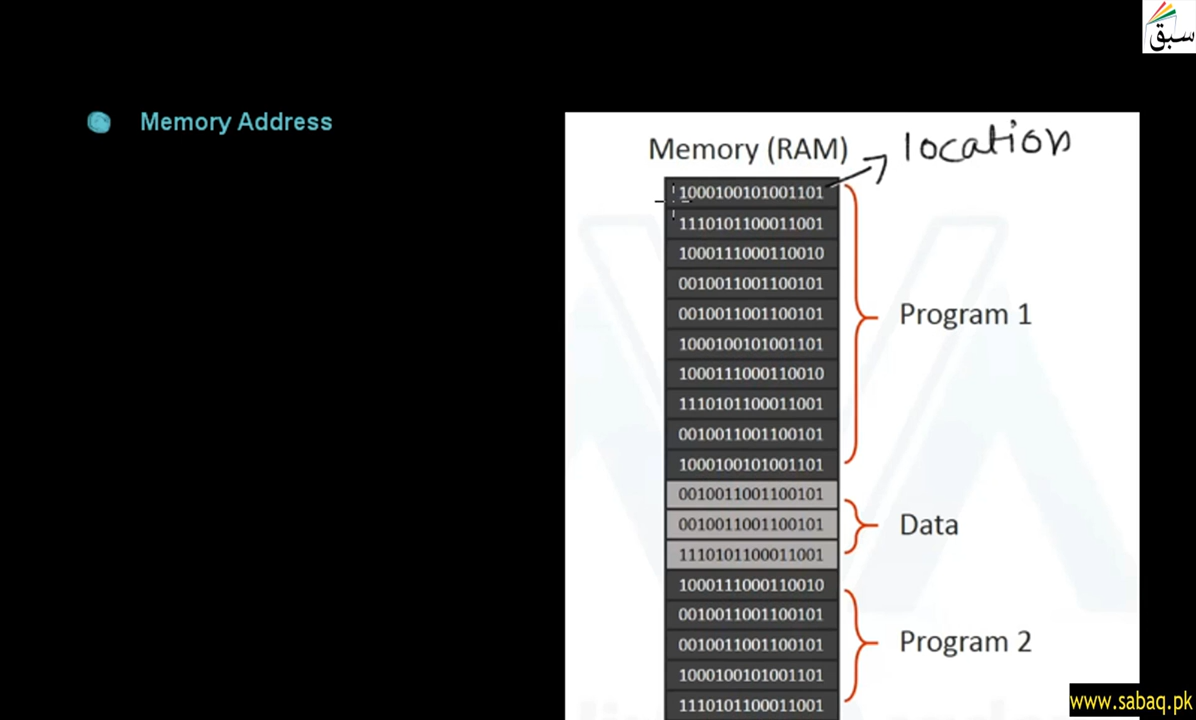 سبق
Memory Address
Memory (RAM)
location
1000100101001101
1110101100011001
1000111000110010
0010011001100101
0010011001100101
1000100101001101
1000111000110010
1110101100011001
0010011001100101
1000100101001101
Program 1
0010011001100101
0010011001100101
1110101100011001
Data
1000111000110010
0010011001100101
0010011001100101
1000100101001101
1110101100011001
Program 2
www.sabaq.pk